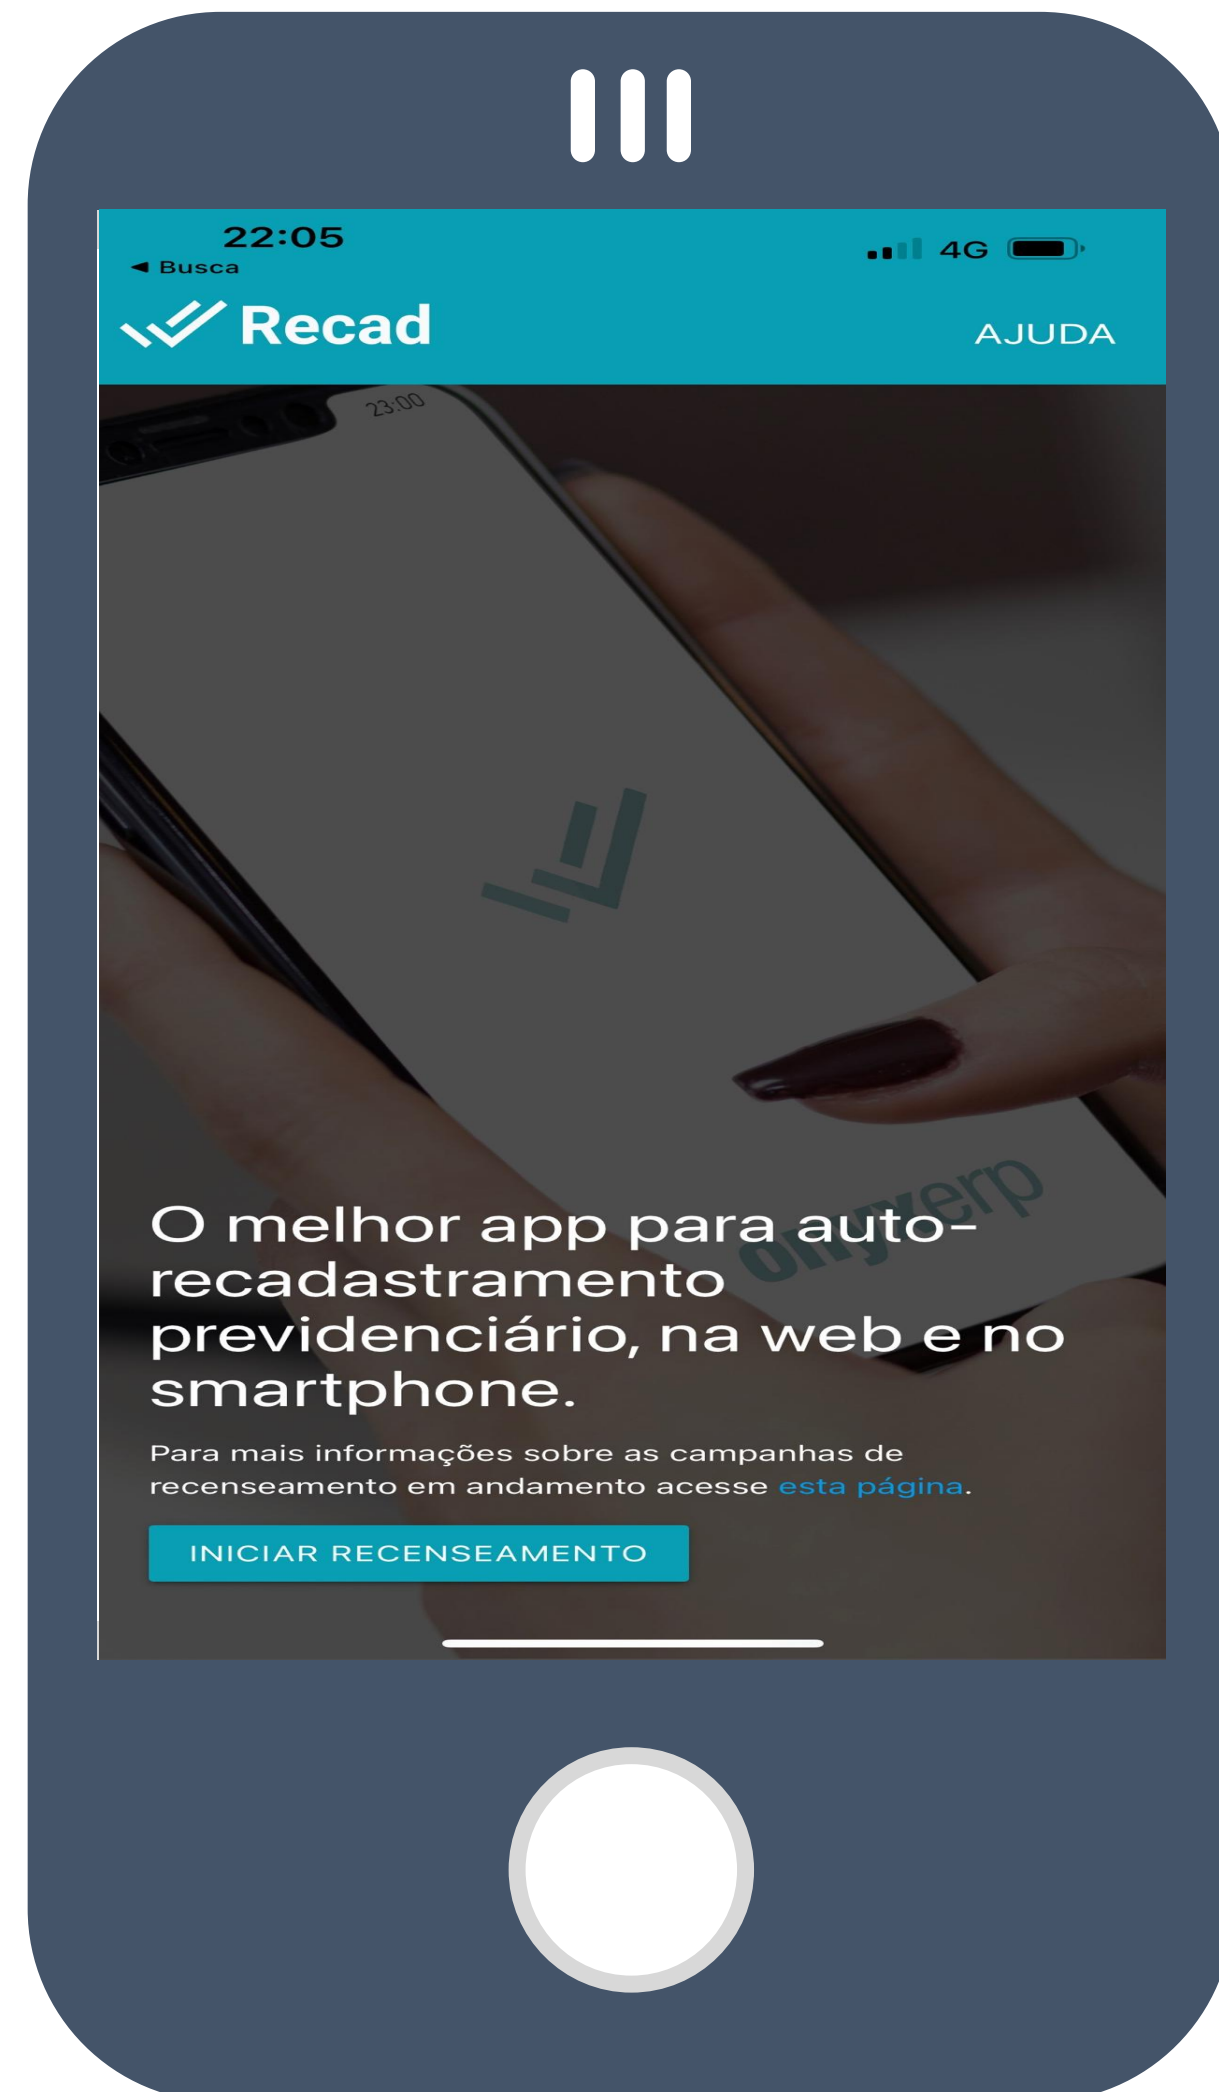 22:05
◄ Busca
4G
Recad
AJUDA
23:00
onyxerp
O melhor app para auto-
recadastramento
previdenciário, na web e no
smartphone.
Para mais informações sobre as campanhas de
recenseamento em andamento acesse esta página.
INICIAR RECENSEAMENTO